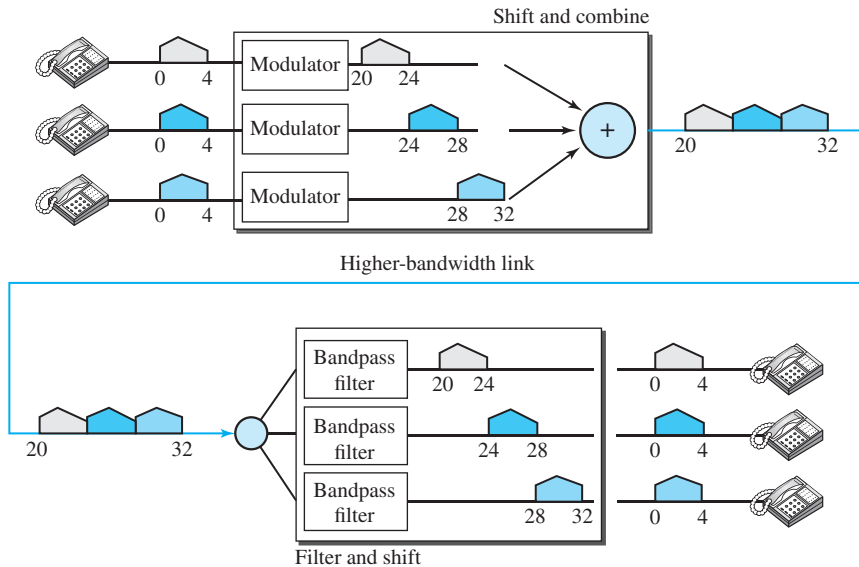 Shift and combine
0 4 Modulator 20 24
0 4 Modulator 24 28 + 20 32
0 4 Modulator 28 32
Higher-bandwidth link
Bandpass
filter
20 24 0 4
Bandpass
filter
20 32 24 28 0 4
Bandpass
filter
28 32 0 4
Filter and shift